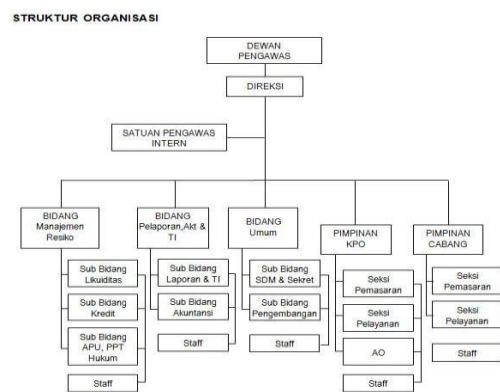 STRUKTUR ORGANISASI
DEWAN
PENGAWAS
DIREKSI
SATUAN PENGAWAS
INTERN
BIDANG
Manajemen
Resiko
BIDANG
Pelaporan,Akt &
TI
BIDANG
Umum
PIMPINAN
KPO
PIMPINAN
CABANG
Sub Bidang
Likuiditas
Sub Bidang
Kredit
Sub Bidang
APU, PPT
Hukum
Staff
Sub Bidang
Laporan & TI
Sub Bidang
Akuntansi
Staff
Sub Bidang
SDM & Sekret
Sub Bidang
Pengembangan
Staff
Seksi
Pemasaran
Seksi
Pelayanan
AO
Staff
Seksi
Pemasaran
Seksi
Pelayanan
Staff